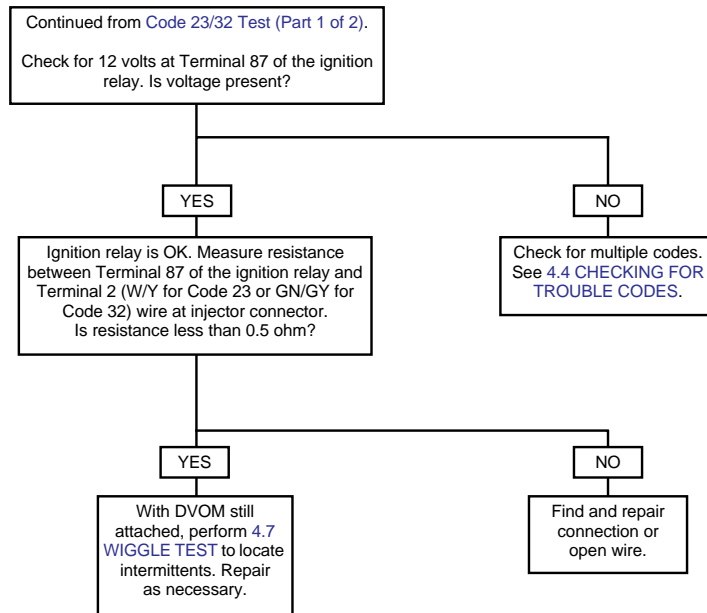 Continued from Code 23/32 Test (Part 1 of 2).
Check for 12 volts at Terminal 87 of the ignition
relay. Is voltage present?
YES
NO
Ignition relay is OK. Measure resistance
between Terminal 87 of the ignition relay and
Terminal 2 (W/Y for Code 23 or GN/GY for
Code 32) wire at injector connector.
Is resistance less than 0.5 ohm?
Check for multiple codes.
See 4.4 CHECKING FOR
TROUBLE CODES.
YES
NO
With DVOM still
attached, perform 4.7
WIGGLE TEST to locate
intermittents. Repair
as necessary.
Find and repair
connection or
open wire.